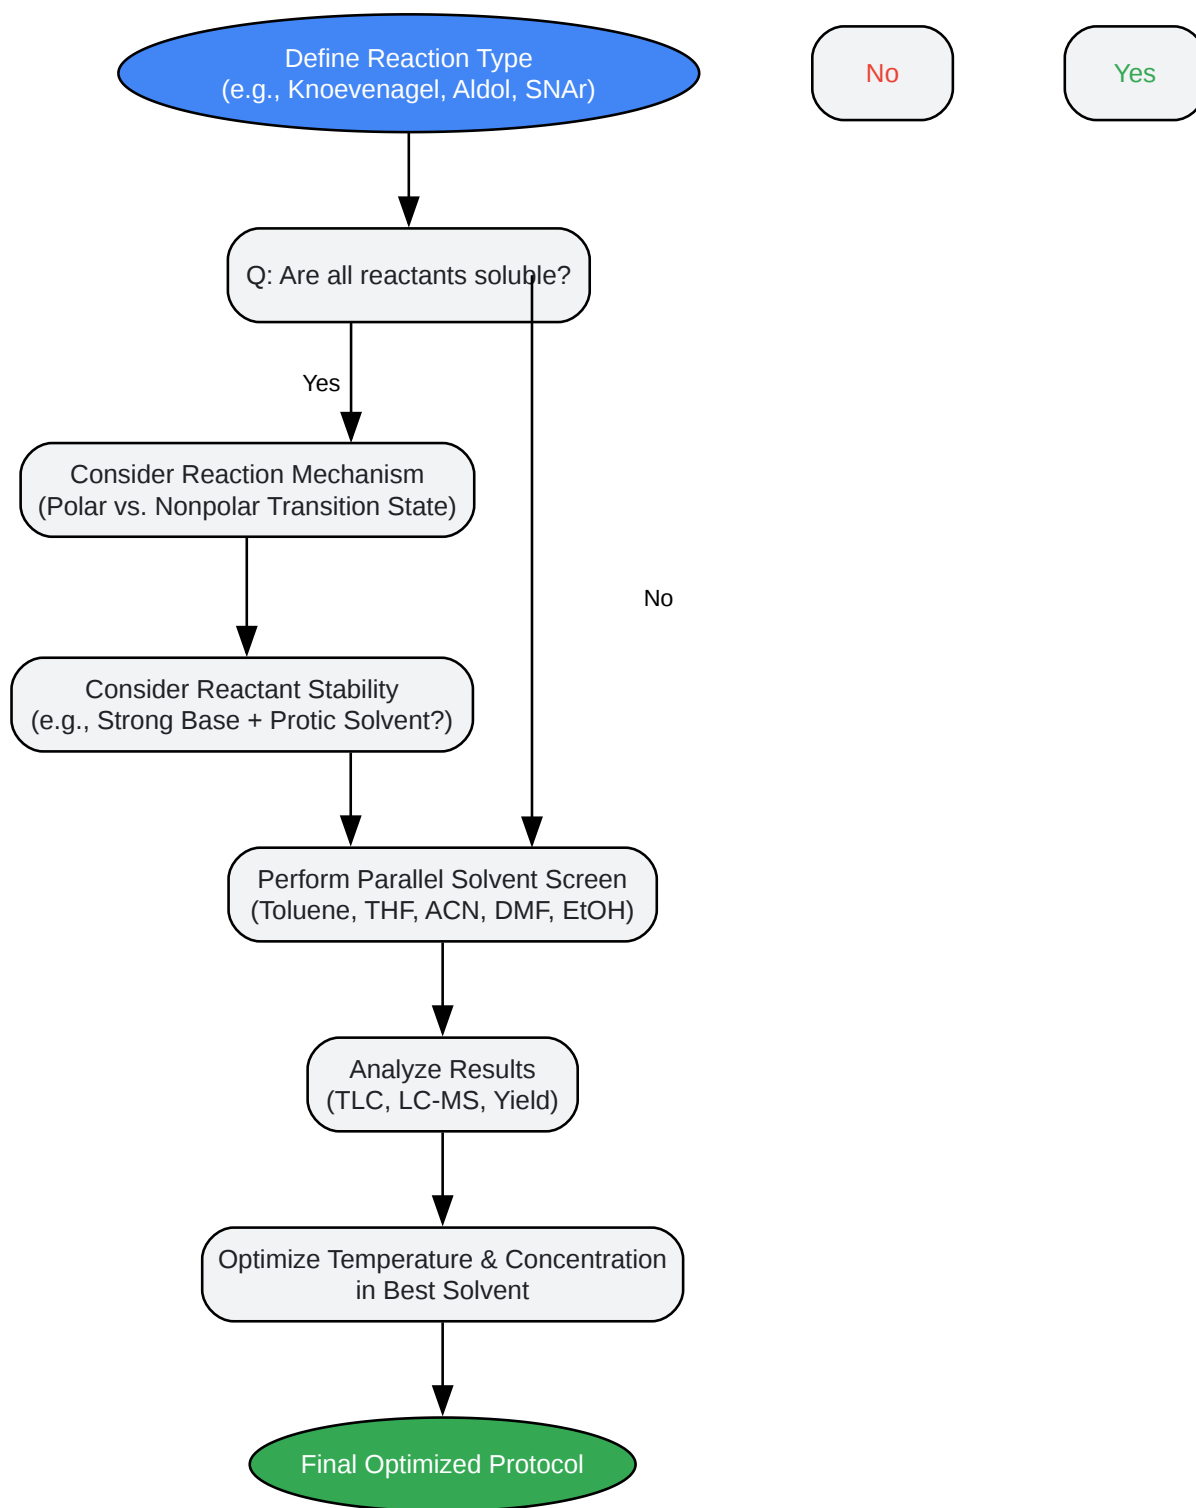 Define Reaction Type
(e.g., Knoevenagel, Aldol, SNAr)
No
Yes
Q: Are all reactants soluble?
Yes
Consider Reaction Mechanism
(Polar vs. Nonpolar Transition State)
No
Consider Reactant Stability
(e.g., Strong Base + Protic Solvent?)
Perform Parallel Solvent Screen
(Toluene, THF, ACN, DMF, EtOH)
Analyze Results
(TLC, LC-MS, Yield)
Optimize Temperature & Concentration
in Best Solvent
Final Optimized Protocol